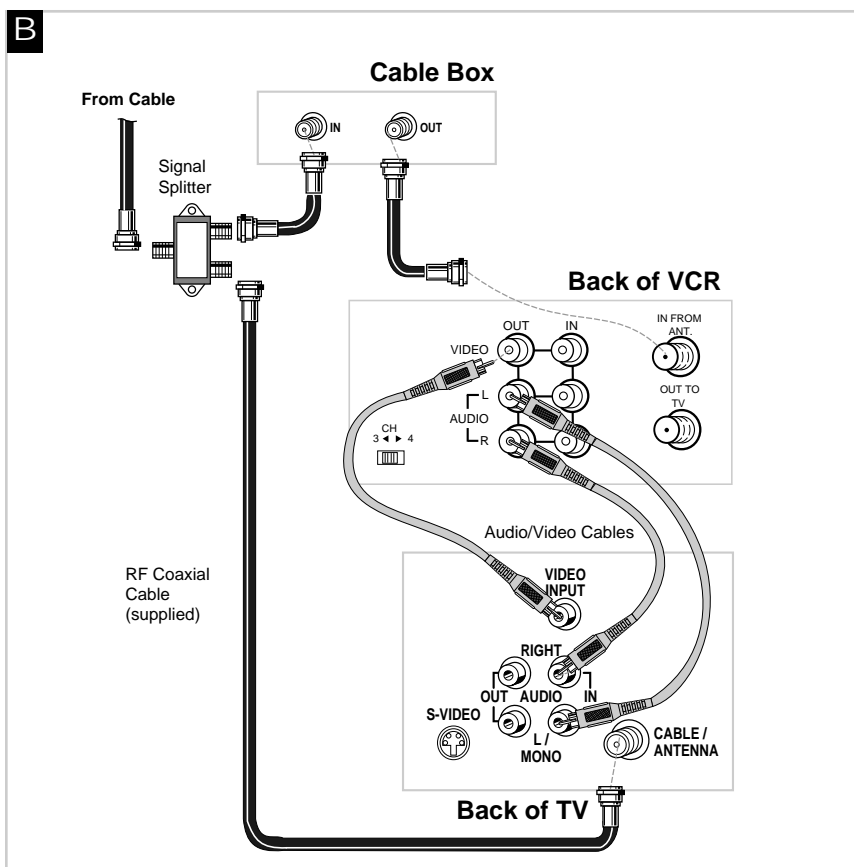 B
Cable Box
From Cable
IN
OUT
Signal
Splitter
Back of VCR
OUT
IN
IN FROM
ANT.
VIDEO
L
OUT TO
TV
AUDIO
CH
3 ◄ ► 4
R
Audio/Video Cables
RF Coaxial
Cable
(supplied)
VIDEO
INPUT
RIGHT
OUT AUDIO IN
S-VIDEO
L /
MONO
CABLE /
ANTENNA
Back of TV